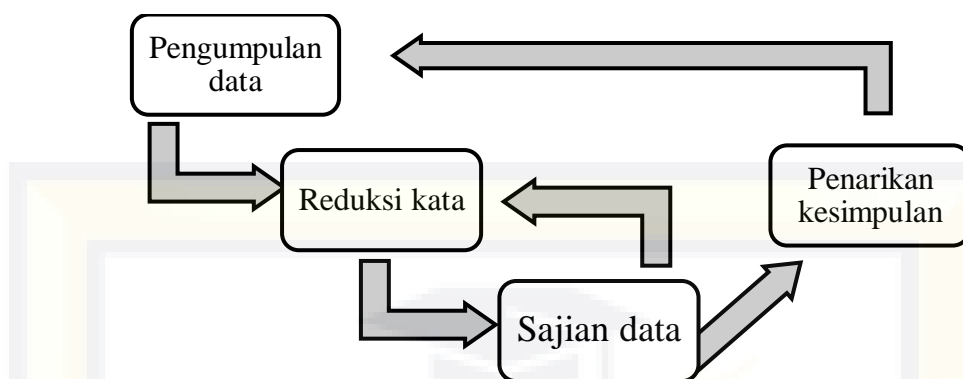 Pengumpulan
data
Reduksi kata
Penarikan
kesimpulan
Sajian data